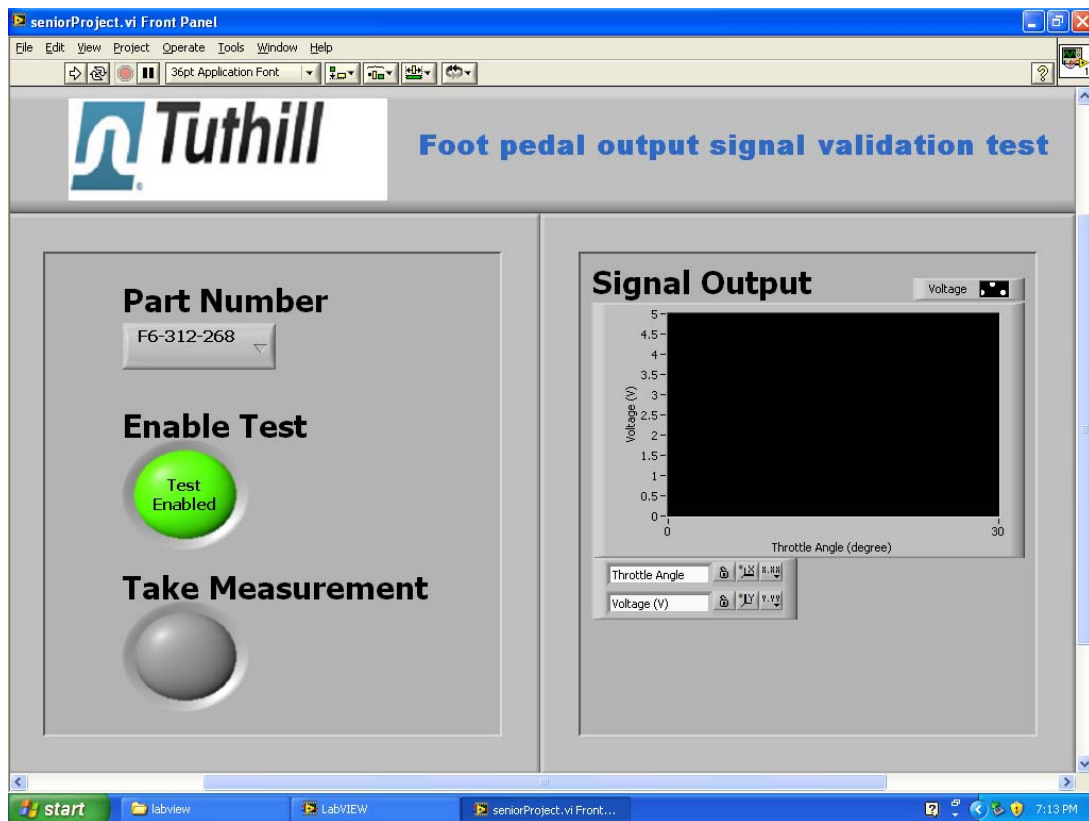 seniorProject.vi Front Panel
File Edit View Project Operate Tools Window Help
36pt Application Font
Tuthill
Foot pedal output signal validation test
Part Number
F6-312-268
Enable Test
Test
Enabled
Take Measurement
Signal Output
Voltage
5
4.5
4
3.5
3
2.5
2
1.5
1
0.5
0
Voltage (V)
0 30
Throttle Angle (degree)
Throttle Angle
Voltage (V)
start labview LabVIEW seniorProject.vi Front... 7:13 PM